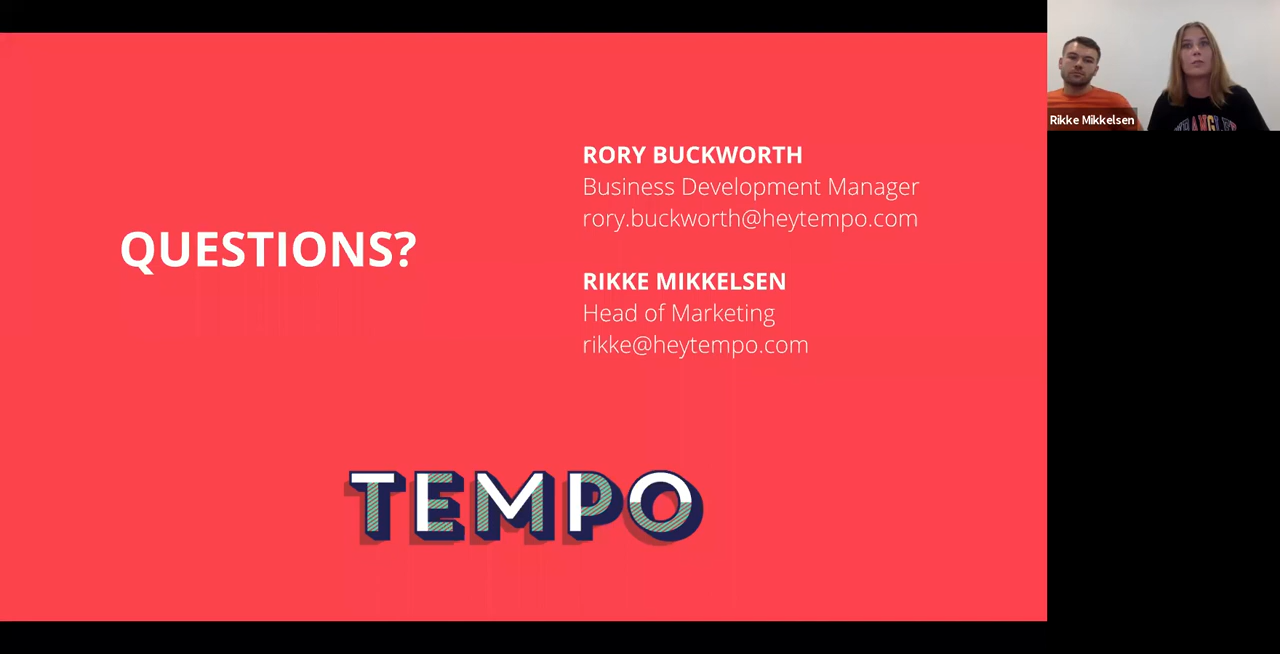 QUESTIONS?
RORY BUCKWORTH
Business Development Manager
rory.buckworth@heytempo.com
RIKKE MIKKELSEN
Head of Marketing
rikke@heytempo.com
TEMPO
Rikke Mikkelsen
WRANGLER